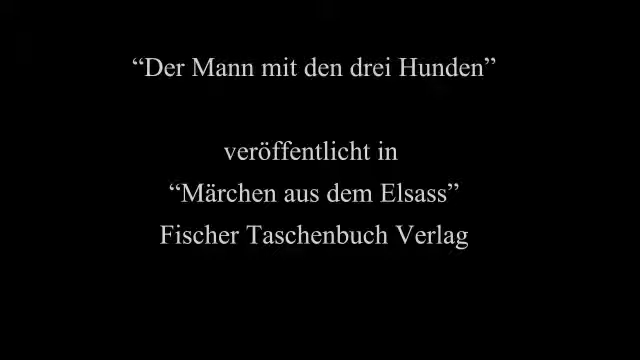 “Der Mann mit den drei Hunden”
veröffentlicht in
“Märchen aus dem Elsass”
Fischer Taschenbuch Verlag